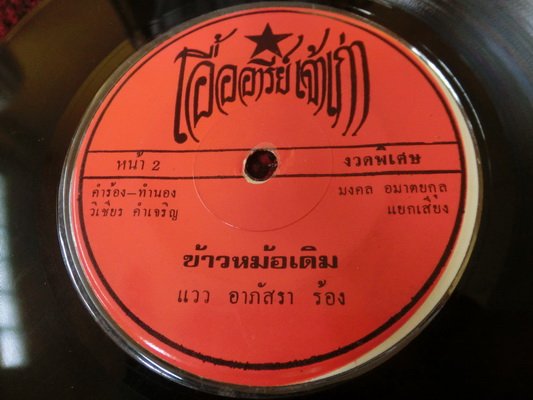 เอื้ออารีย์เจ้าเก่า
หน้า 2
งวดพิเศษ
คำร้อง—ทำนอง
วิเชียร คำเจริญ
มงคล อมาตยกุล
แยกเสียง
ข้าวหม้อเดิม
แวว อาภัสรา ร้อง